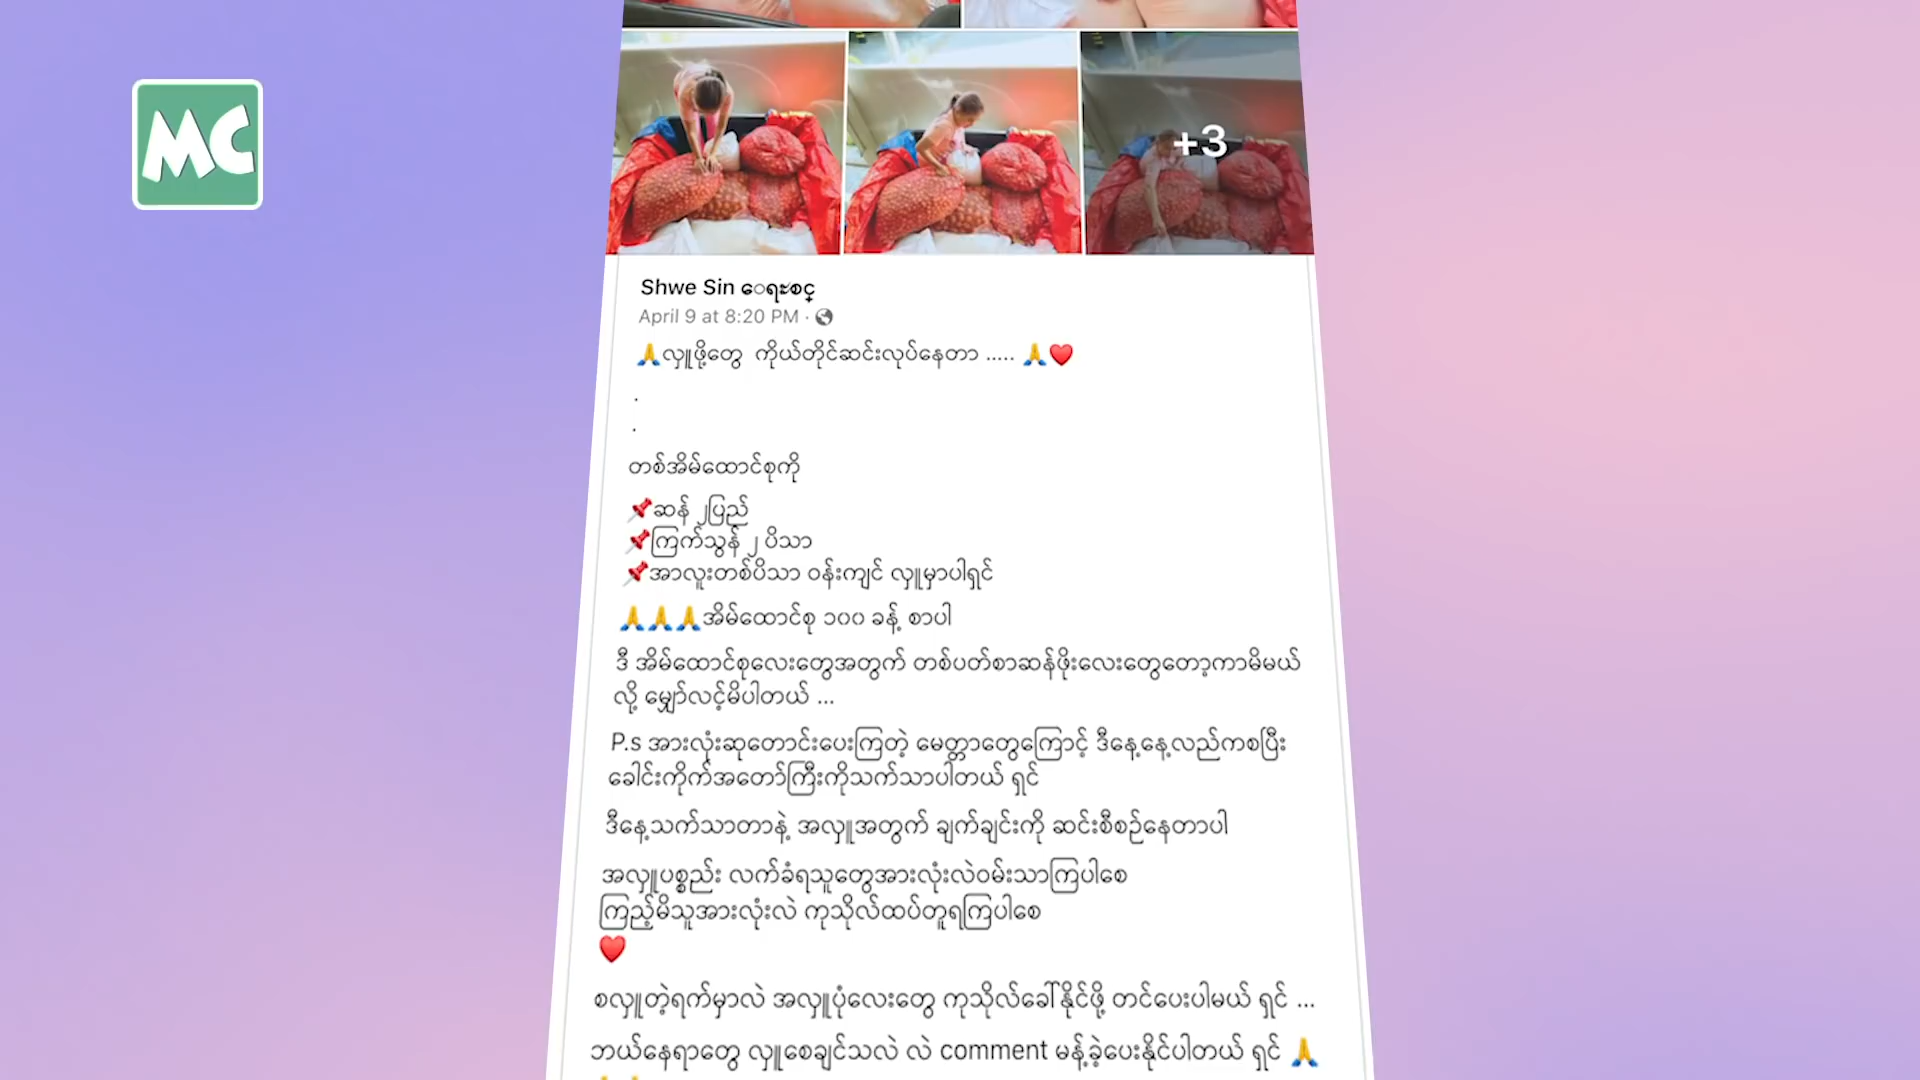 MC
+3
Shwe Sin ေရႊစင္
April 9 at 8:20 PM ·
🙏လှူဖို့တွေ ကိုယ်တိုင်ဆင်းလုပ်နေတာ ..... 🙏❤️
.
.
တစ်အိမ်ထောင်စုကို
📌ဆန် ၂ပြည်
📌ကြက်သွန် ၂ ပိသာ
📌အာလူးတစ်ပိသာ ဝန်းကျင် လှူမှာပါရှင်
🙏🙏🙏အိမ်ထောင်စု ၁၀၀ ခန့် စာပါ
ဒီ အိမ်ထောင်စုလေးတွေအတွက် တစ်ပတ်စာဆန်ဖိုးလေးတွေတော့ကာမိမယ်
လို့ မျှော်လင့်မိပါတယ် ...
P.s အားလုံးဆုတောင်းပေးကြတဲ့ မေတ္တာတွေကြောင့် ဒီနေ့နေ့လည်ကစပြီး
ခေါင်းကိုက်အတော်ကြီးကိုသက်သာပါတယ် ရှင်
ဒီနေ့သက်သာတာနဲ့ အလှူအတွက် ချက်ချင်းကို ဆင်းစီစဉ်နေတာပါ
အလှူပစ္စည်း လက်ခံရသူတွေအားလုံးလဲဝမ်းသာကြပါစေ
ကြည့်မိသူအားလုံးလဲ ကုသိုလ်ထပ်တူရကြပါစေ
❤️
စလှူတဲ့ရက်မှာလဲ အလှူပုံလေးတွေ ကုသိုလ်ခေါ်နိုင်ဖို့ တင်ပေးပါမယ် ရှင် ...
ဘယ်နေရာတွေ လှူစေချင်သလဲ လဲ comment မန့်ခဲ့ပေးနိုင်ပါတယ် ရှင် 🙏